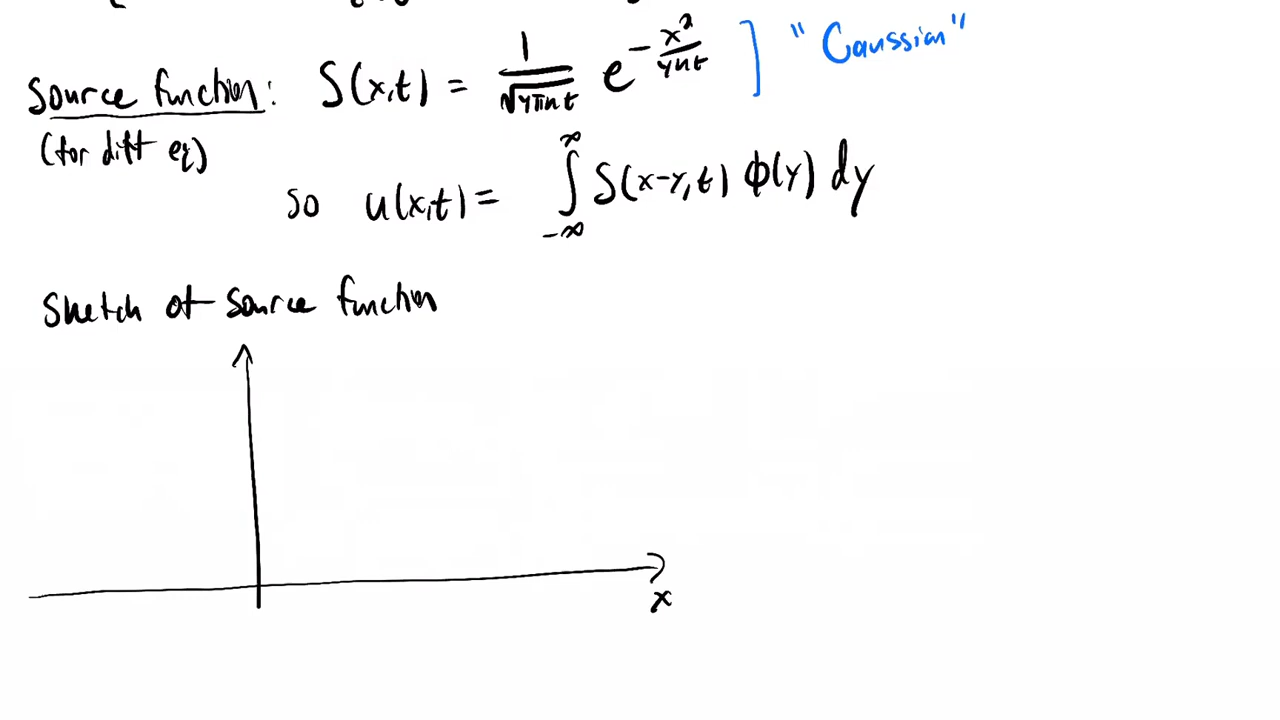 Source function: S(x,t) = 1/√(4πkt) e^(-x²/(4kt)) ] "Gaussian"
(for diff eq)
so u(x,t) = ∫_{-∞}^{∞} S(x-y,t) φ(y) dy
Sketch of source function
x